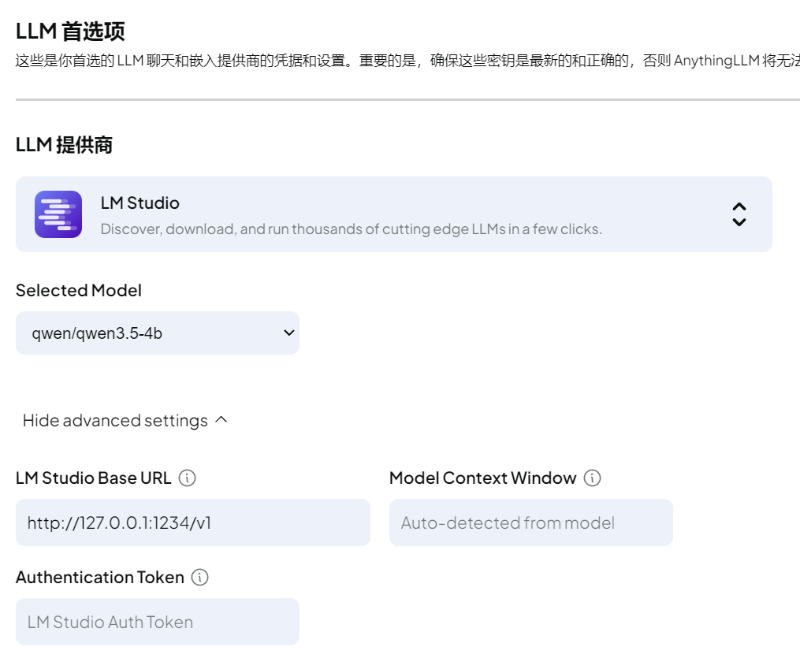 LLM 首选项
这些是你首选的 LLM 聊天和嵌入提供商的凭据和设置。重要的是，确保这些密钥是最新的和正确的，否则 AnythingLLM 将无法
LLM 提供商
LM Studio
Discover, download, and run thousands of cutting edge LLMs in a few clicks.
Selected Model
qwen/qwen3.5-4b
Hide advanced settings
LM Studio Base URL
Model Context Window
http://127.0.0.1:1234/v1
Auto-detected from model
Authentication Token
LM Studio Auth Token